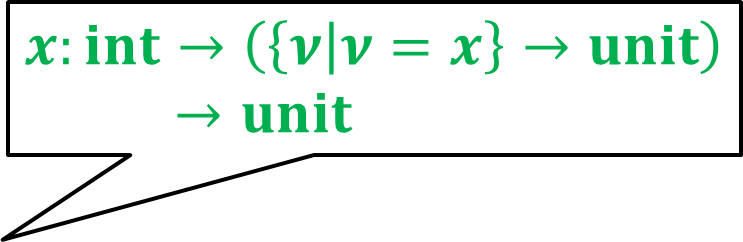 x: int → ({ν|ν = x} → unit)
→ unit